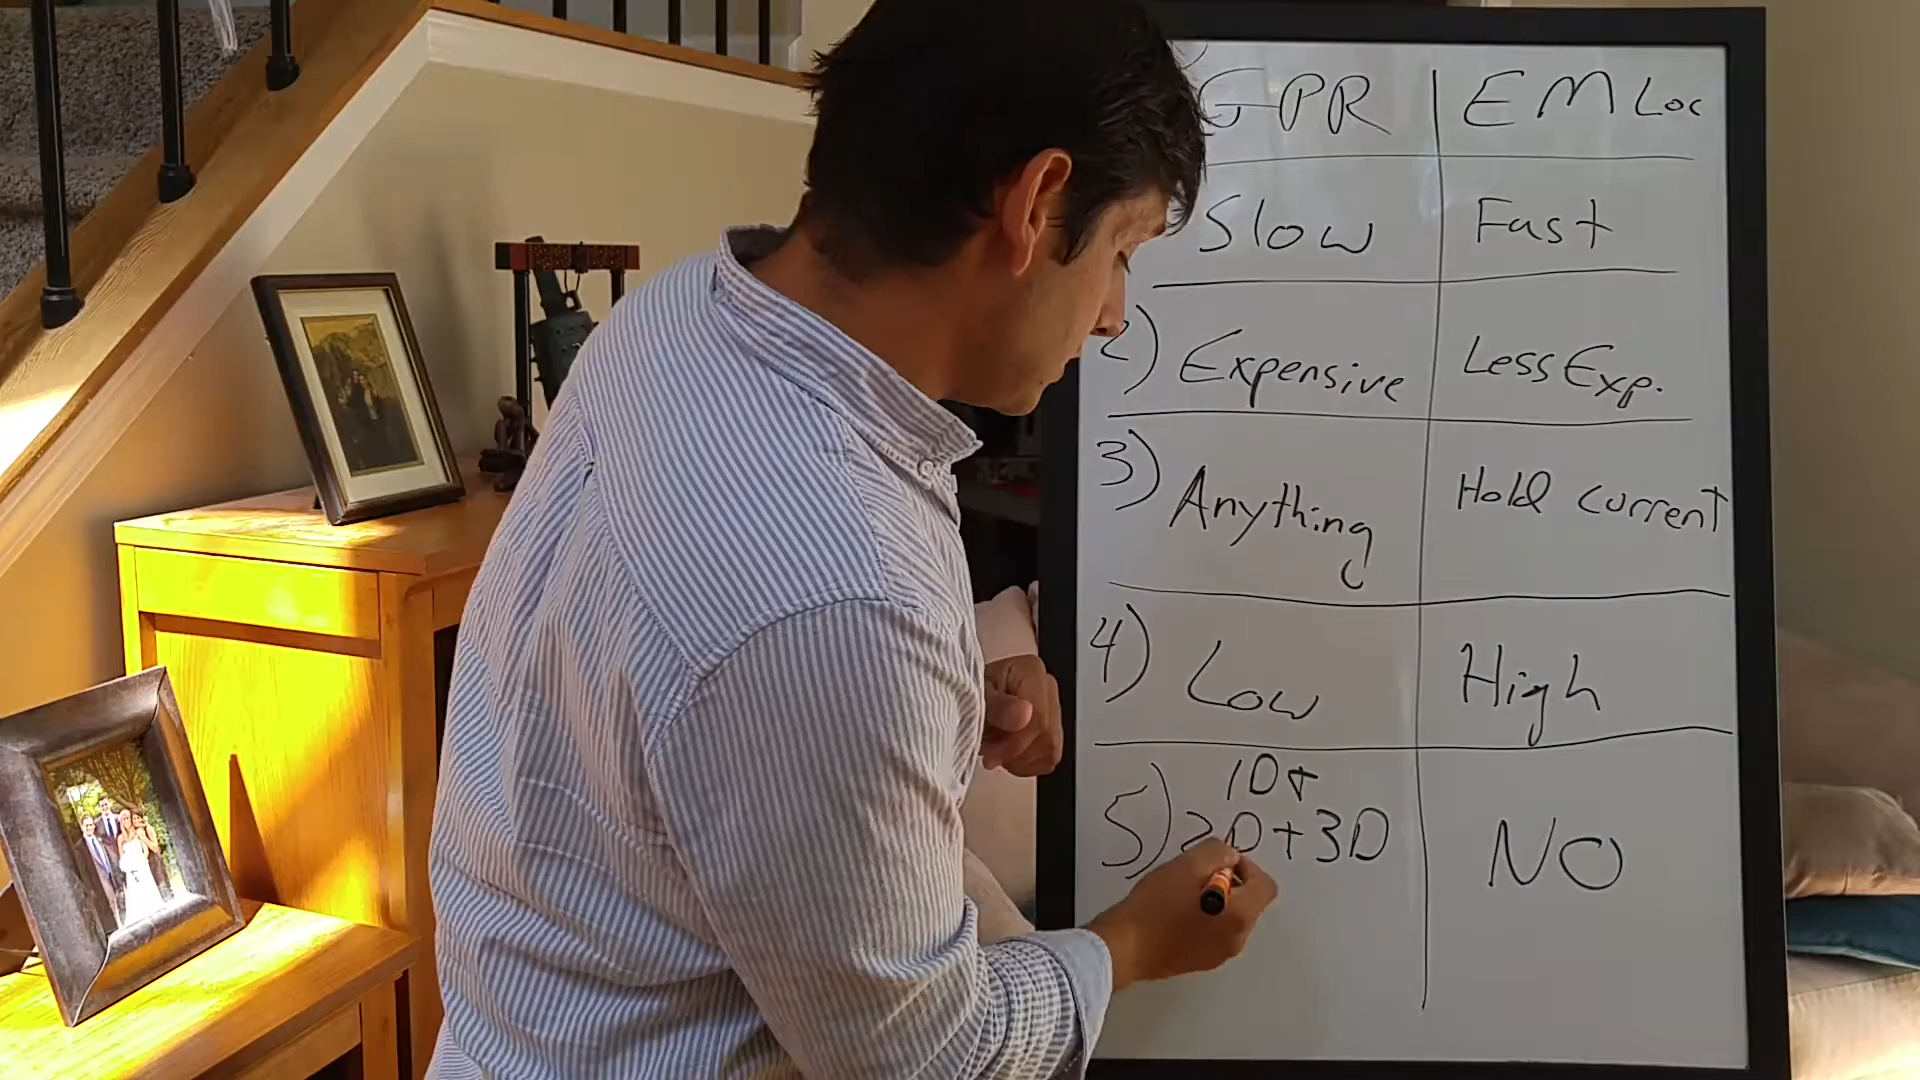 GPR | EM Loc
Slow Fast
2) Expensive Less Exp.
3) Anything Hold current
4) Low High
1D+
5) 2D+3D NO